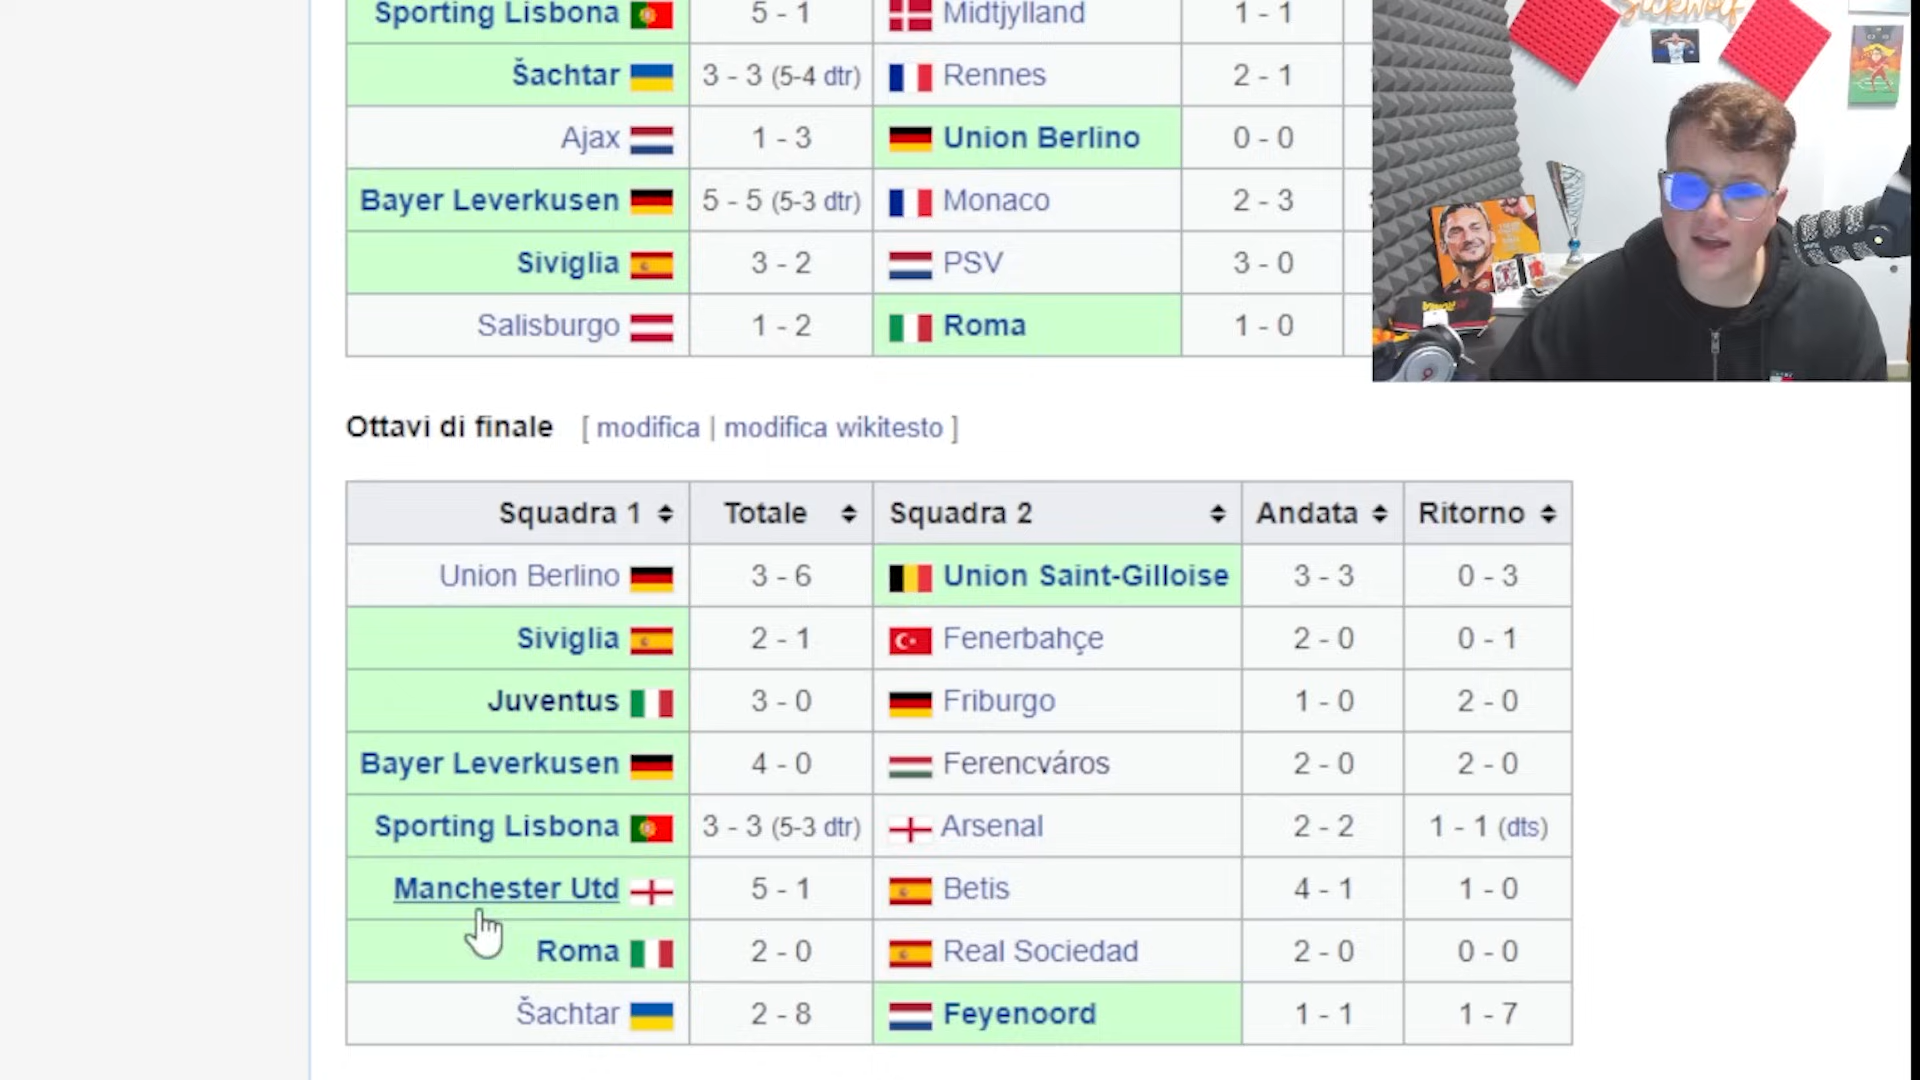 Sporting Lisbona 5 - 1 Midtjylland 1 - 1
Šachtar 3 - 3 (5-4 dtr) Rennes 2 - 1
Ajax 1 - 3 Union Berlino 0 - 0
Bayer Leverkusen 5 - 5 (5-3 dtr) Monaco 2 - 3
Siviglia 3 - 2 PSV 3 - 0
Salisburgo 1 - 2 Roma 1 - 0
Ottavi di finale [ modifica | modifica wikitesto ]
Squadra 1 Totale Squadra 2 Andata Ritorno
Union Berlino 3 - 6 Union Saint-Gilloise 3 - 3 0 - 3
Siviglia 2 - 1 Fenerbahçe 2 - 0 0 - 1
Juventus 3 - 0 Friburgo 1 - 0 2 - 0
Bayer Leverkusen 4 - 0 Ferencváros 2 - 0 2 - 0
Sporting Lisbona 3 - 3 (5-3 dtr) Arsenal 2 - 2 1 - 1 (dts)
Manchester Utd 5 - 1 Betis 4 - 1 1 - 0
Roma 2 - 0 Real Sociedad 2 - 0 0 - 0
Šachtar 2 - 8 Feyenoord 1 - 1 1 - 7